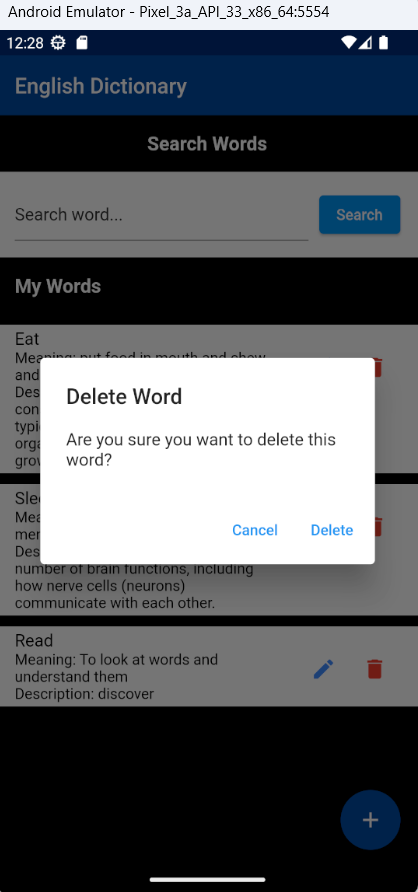 Android Emulator - Pixel_3a_API_33_x86_64:5554
12:28
English Dictionary
Search Words
Search word...
Search
My Words
Eat
Meaning: put food in mouth and chew
and
Des
con
typi
orga
grov
Delete Word
Are you sure you want to delete this
word?
Cancel
Delete
Slee
Mea
mer
Des
number of brain functions, including
how nerve cells (neurons)
communicate with each other.
Read
Meaning: To look at words and
understand them
Description: discover